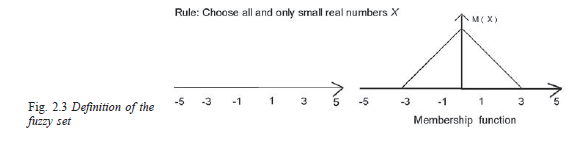 Rule: Choose all and only small real numbers X
M(X)
-5 -3 -1 1 3 5
-5 -3 -1 1 3 5
Membership function
Fig. 2.3 Definition of the
fuzzy set